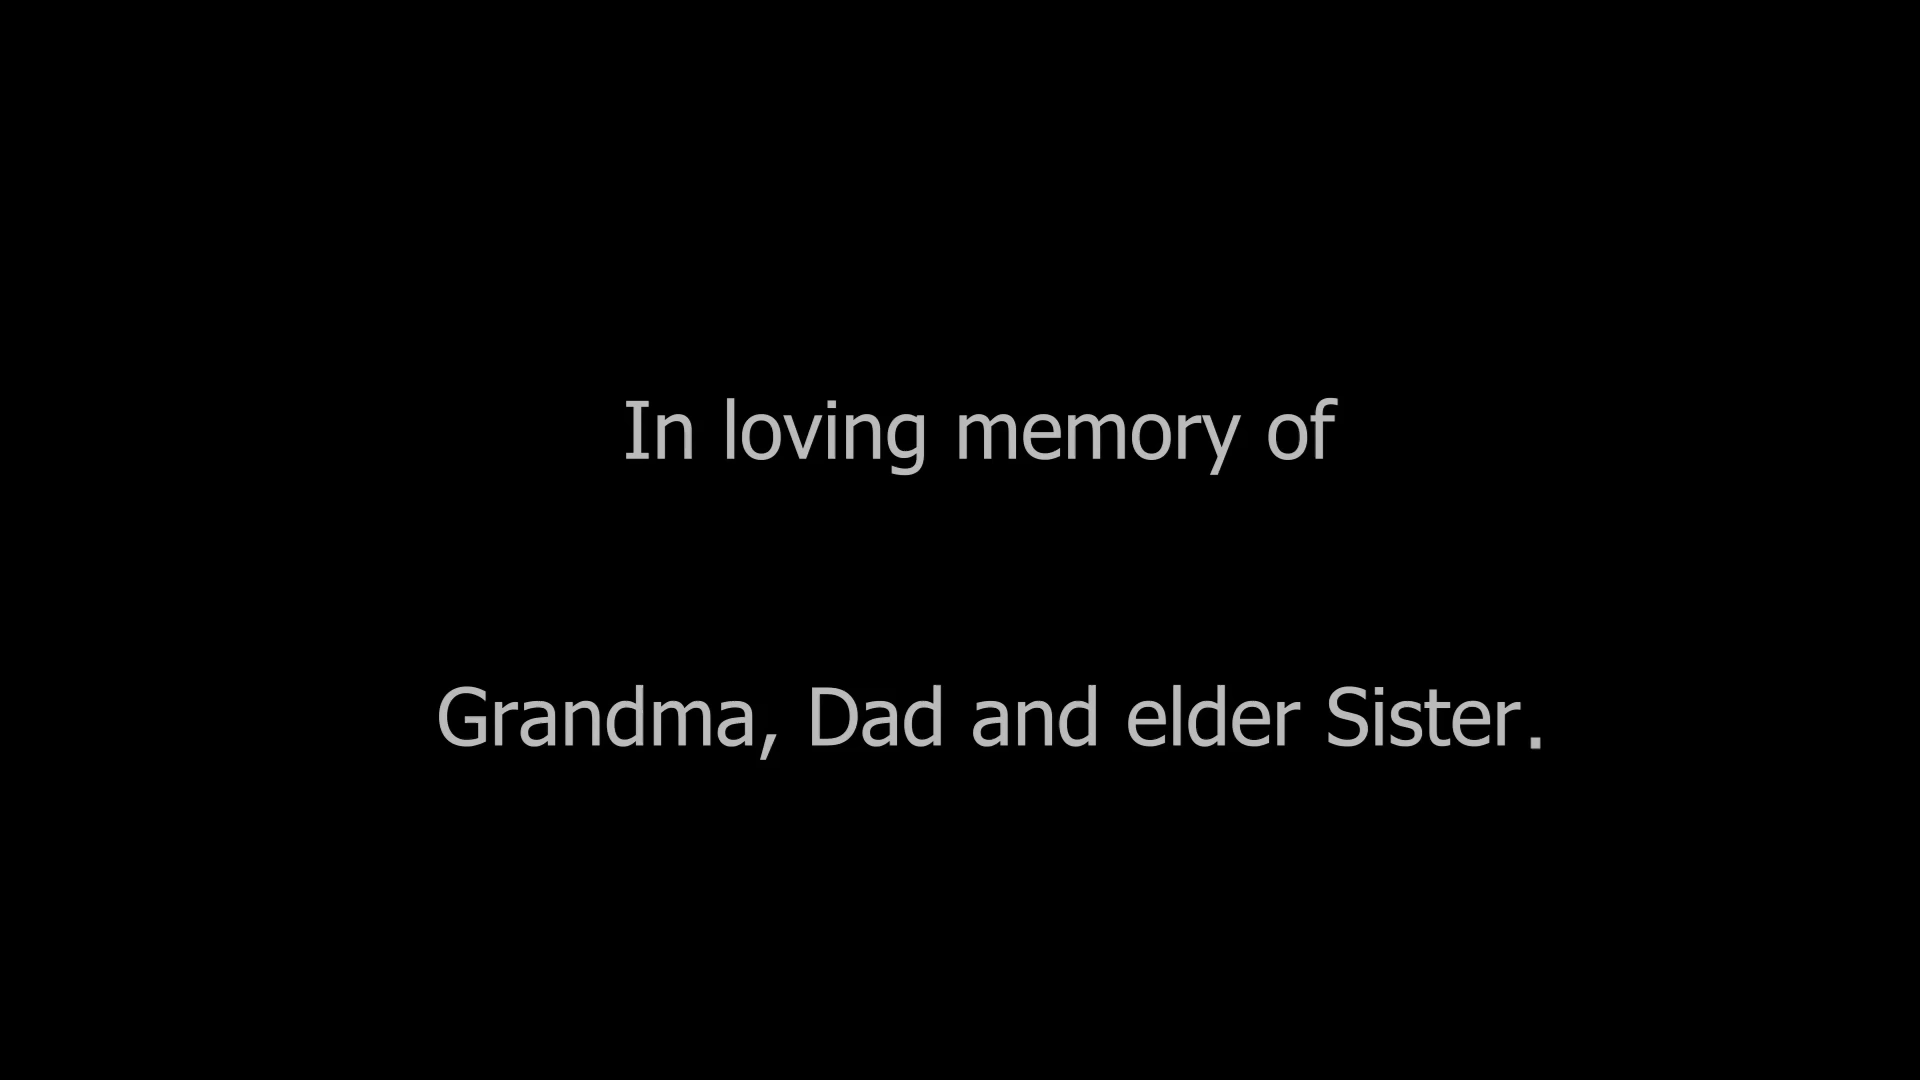 In loving memory of
Grandma, Dad and elder Sister.